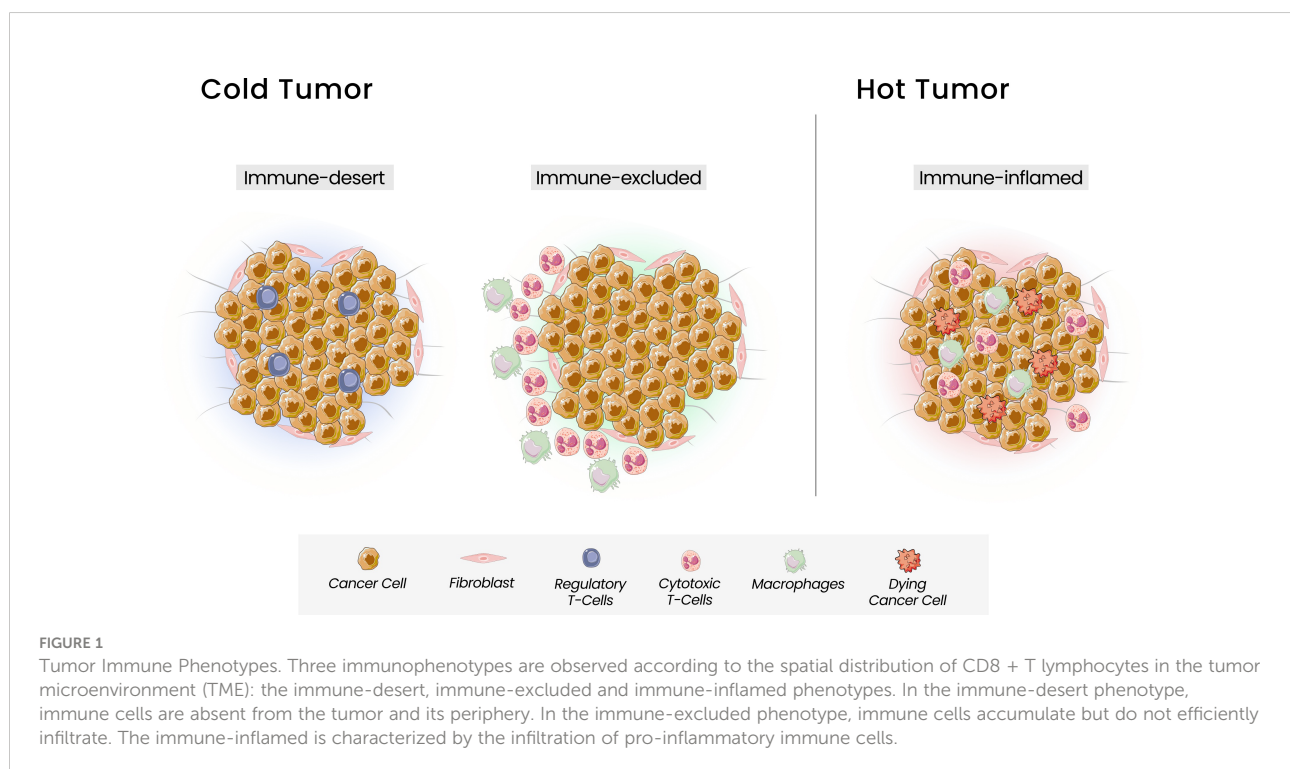 Cold Tumor
Hot Tumor
Immune-desert
Immune-excluded
Immune-inflamed
Cancer Cell
Fibroblast
Regulatory
T-Cells
Cytotoxic
T-Cells
Macrophages
Dying
Cancer Cell
FIGURE 1
Tumor Immune Phenotypes. Three immunophenotypes are observed according to the spatial distribution of CD8 + T lymphocytes in the tumor
microenvironment (TME): the immune-desert, immune-excluded and immune-inflamed phenotypes. In the immune-desert phenotype,
immune cells are absent from the tumor and its periphery. In the immune-excluded phenotype, immune cells accumulate but do not efficiently
infiltrate. The immune-inflamed is characterized by the infiltration of pro-inflammatory immune cells.